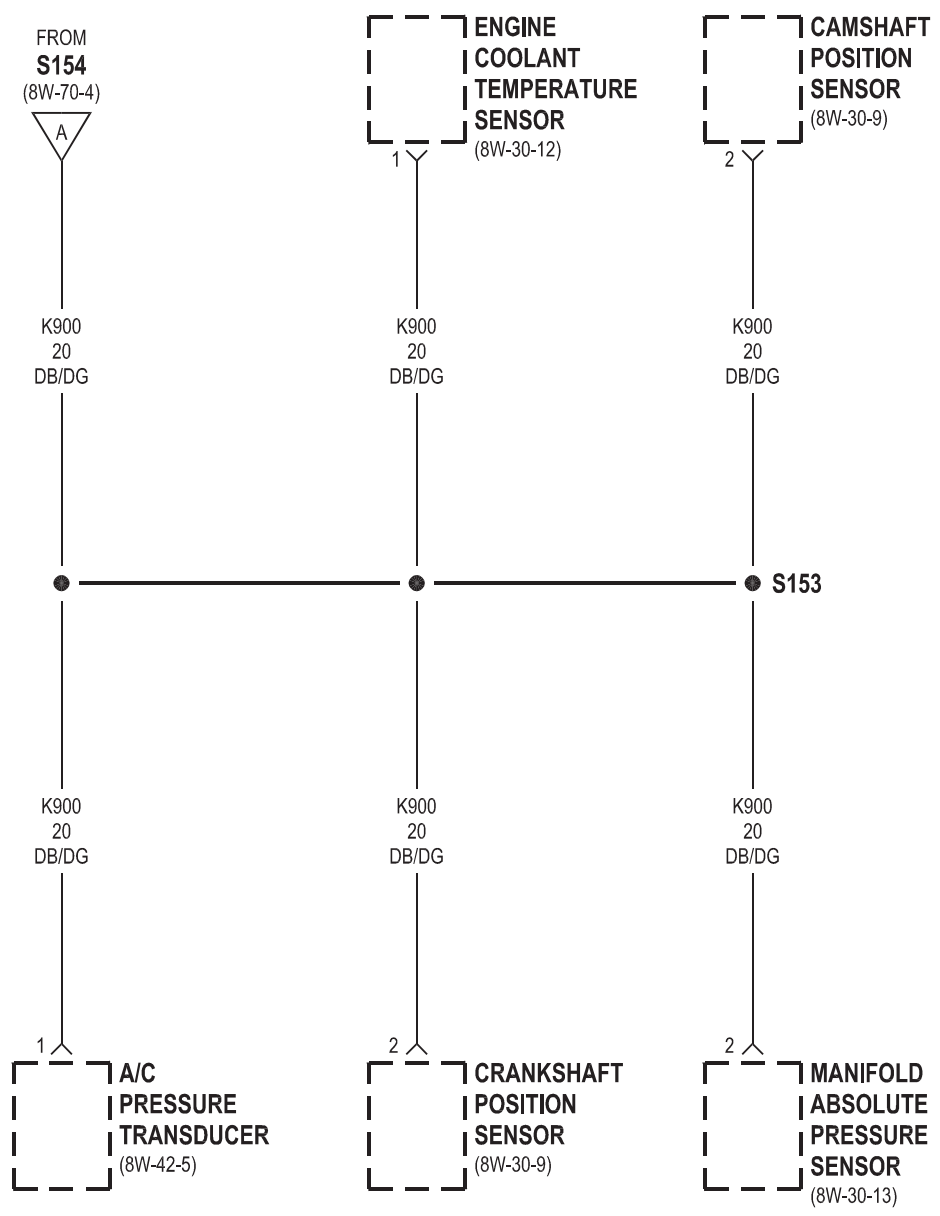 FROM
S154
(8W-70-4)
A
ENGINE
COOLANT
TEMPERATURE
SENSOR
(8W-30-12)
1
CAMSHAFT
POSITION
SENSOR
(8W-30-9)
2
K900
20
DB/DG
K900
20
DB/DG
K900
20
DB/DG
S153
K900
20
DB/DG
K900
20
DB/DG
K900
20
DB/DG
1
A/C
PRESSURE
TRANSDUCER
(8W-42-5)
2
CRANKSHAFT
POSITION
SENSOR
(8W-30-9)
2
MANIFOLD
ABSOLUTE
PRESSURE
SENSOR
(8W-30-13)